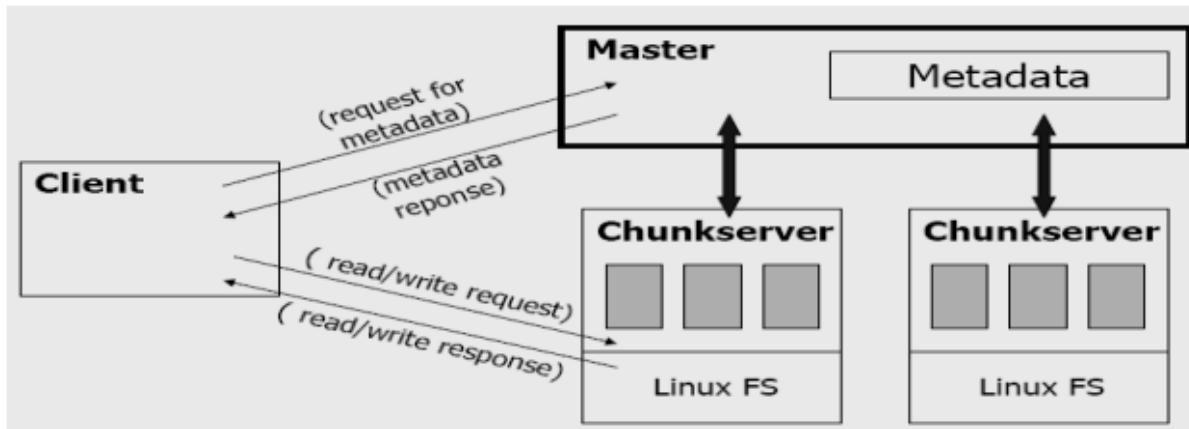 Master
Metadata
(request for
metadata)
(metadata
reponse)
Client
( read/write request)
( read/write response)
Chunkserver
Linux FS
Chunkserver
Linux FS